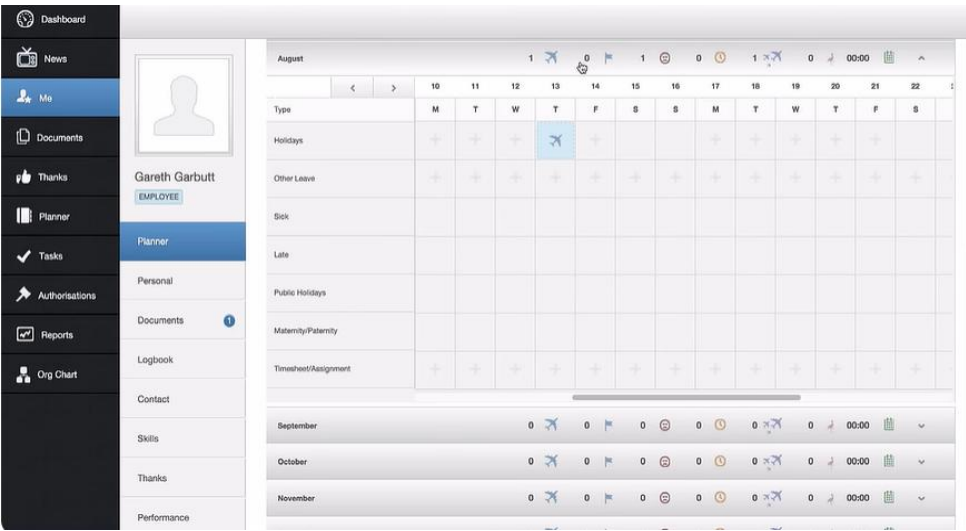 Dashboard
News
Me
Documents
Thanks
Planner
Tasks
Authorisations
Reports
Org Chart
Gareth Garbutt
EMPLOYEE
Planner
Personal
Documents 1
Logbook
Contact
Skills
Thanks
Performance
August 1 0 1 0 1 0 00:00
< > 10 11 12 13 14 15 16 17 18 19 20 21 22
Type M T W T F S S M T W T F S
Holidays
Other Leave
Sick
Late
Public Holidays
Maternity/Paternity
Timesheet/Assignment
September 0 0 0 0 0 0 00:00
October 0 0 0 0 0 0 00:00
November 0 0 0 0 0 0 00:00